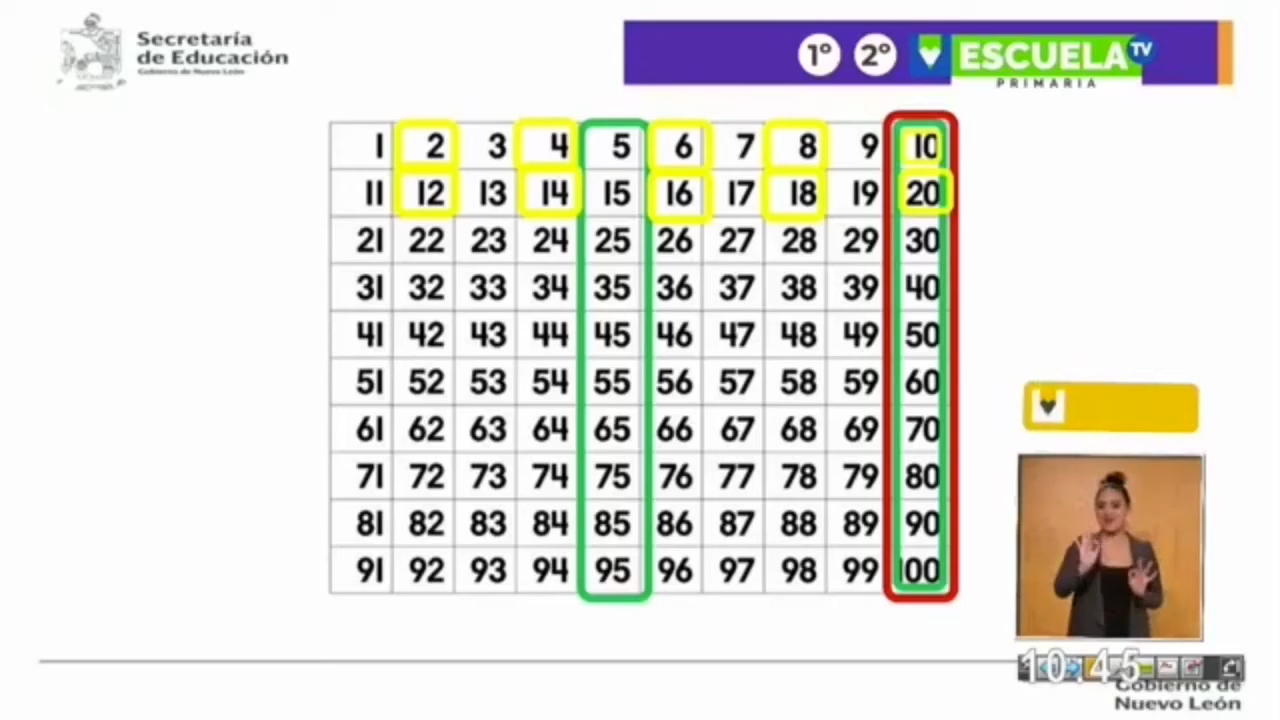 Secretaría
de Educación
Gobierno de Nuevo León
1° 2° ESCUELA TV
PRIMARIA
1 2 3 4 5 6 7 8 9 10
11 12 13 14 15 16 17 18 19 20
21 22 23 24 25 26 27 28 29 30
31 32 33 34 35 36 37 38 39 40
41 42 43 44 45 46 47 48 49 50
51 52 53 54 55 56 57 58 59 60
61 62 63 64 65 66 67 68 69 70
71 72 73 74 75 76 77 78 79 80
81 82 83 84 85 86 87 88 89 90
91 92 93 94 95 96 97 98 99 100
10:45
Gobierno de
Nuevo León